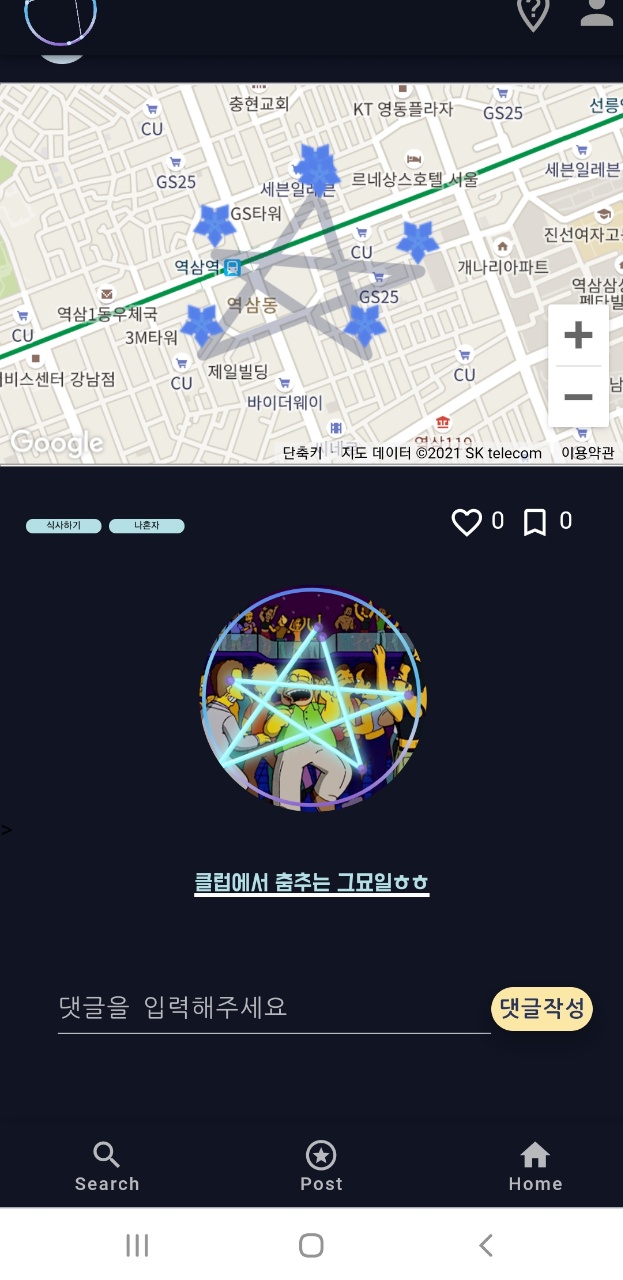 충현교회
KT 영동플라자
CU
GS25
선릉
GS25
세븐일레븐
르네상스호텔 서울
세븐일레븐
GS타워
CU
진선여자고
역삼역
개나리아파트
GS25
역삼동
역삼1동우체국
CU
3M타워
제일빌딩
CU
CU
비스센터 강남점
바이더웨이
역삼119
Google
단축키
지도 데이터 ©2021 SK telecom
이용약관
식사하기
나혼자
0
0
>
클럽에서 춤추는 그묘일ㅎㅎ
댓글을 입력해주세요
댓글작성
Search
Post
Home